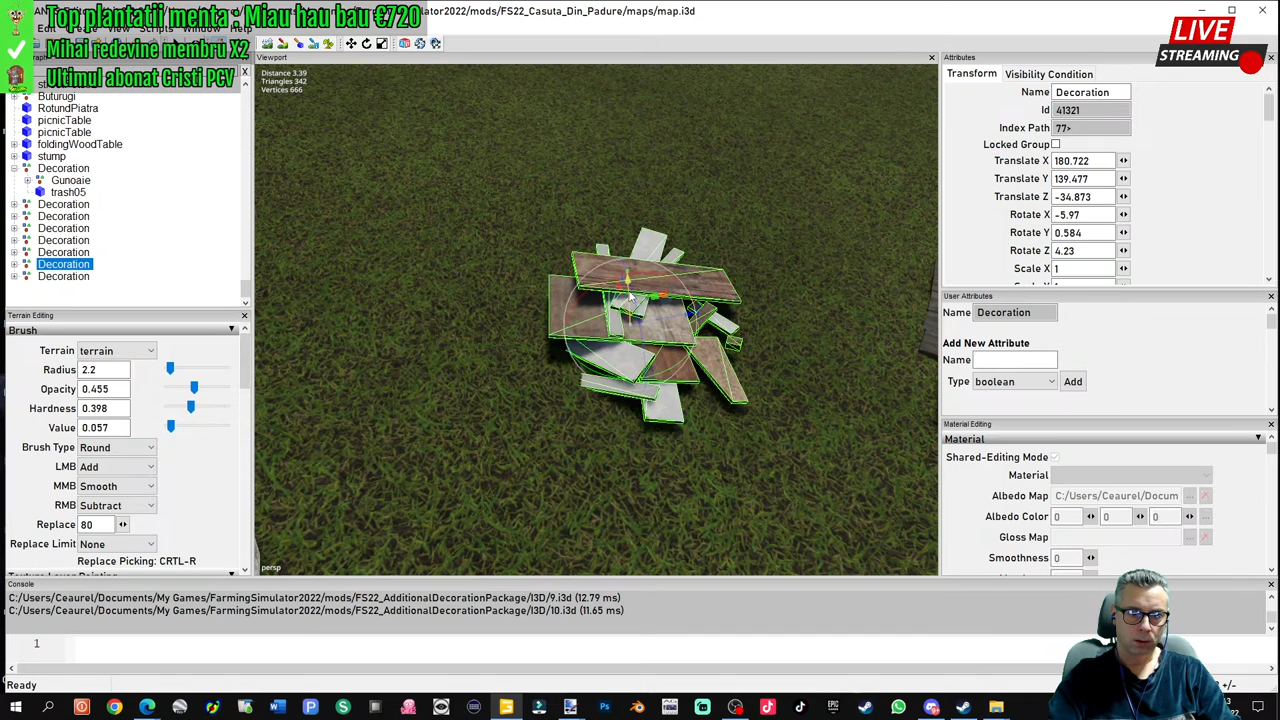 Top plantatii menta : Miau hau bau €720
Mihai redevine membru X2
Ultimul abonat Cristi PCV
Simulator2022/mods/FS22_Casuta_Din_Padure/maps/map.i3d
LIVE
STREAMING
Viewport
Distance 3.39
Triangles 342
Vertices 666
persp
Buturugi
RotundPiatra
picnicTable
picnicTable
foldingWoodTable
stump
Decoration
Gunoaie
trash05
Decoration
Decoration
Decoration
Decoration
Decoration
Decoration
Decoration
Terrain Editing
Brush
Terrain terrain
Radius 2.2
Opacity 0.455
Hardness 0.398
Value 0.057
Brush Type Round
LMB Add
MMB Smooth
RMB Subtract
Replace 80
Replace Limit None
Replace Picking: CRTL-R
Attributes
Transform Visibility Condition
Name Decoration
Id 41321
Index Path 77>
Locked Group
Translate X 180.722
Translate Y 139.477
Translate Z -34.873
Rotate X -5.97
Rotate Y 0.584
Rotate Z 4.23
Scale X 1
User Attributes
Name Decoration
Add New Attribute
Name
Type boolean Add
Material Editing
Material
Shared-Editing Mode
Material
Albedo Map C:/Users/Ceaurel/Docum ...
Albedo Color 0 0 0 ...
Gloss Map ...
Smoothness 0
Console
C:/Users/Ceaurel/Documents/My Games/FarmingSimulator2022/mods/FS22_AdditionalDecorationPackage/I3D/9.i3d (12.79 ms)
C:/Users/Ceaurel/Documents/My Games/FarmingSimulator2022/mods/FS22_AdditionalDecorationPackage/I3D/10.i3d (11.65 ms)
1
Ready
+/-